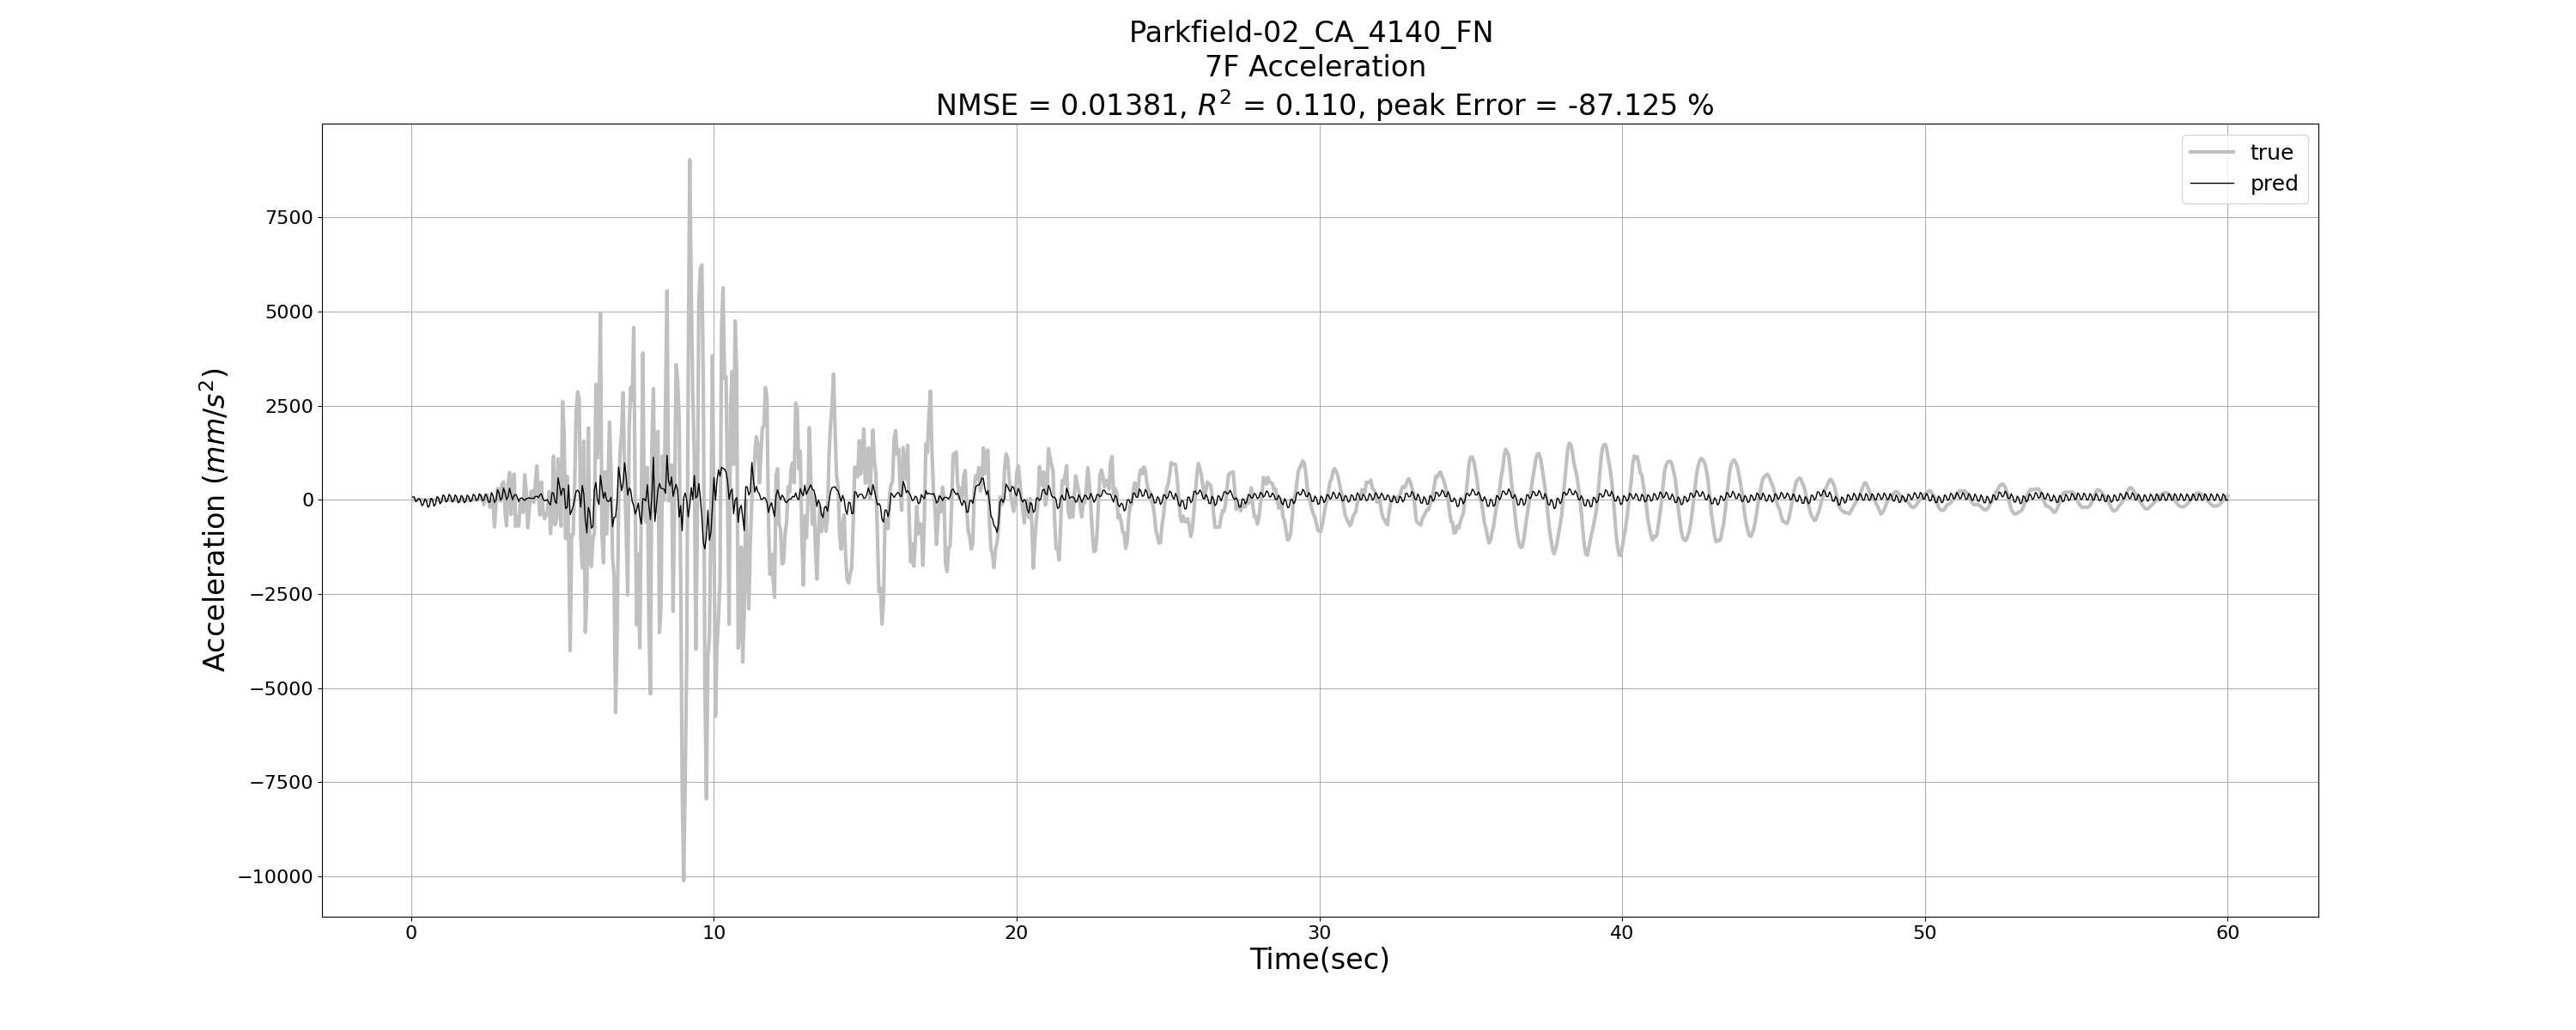 Parkfield-02_CA_4140_FN
7F Acceleration
NMSE = 0.01381, R² = 0.110, peak Error = -87.125 %
true
pred
7500
5000
2500
0
−2500
−5000
−7500
−10000
Acceleration (mm/s²)
0 10 20 30 40 50 60
Time(sec)